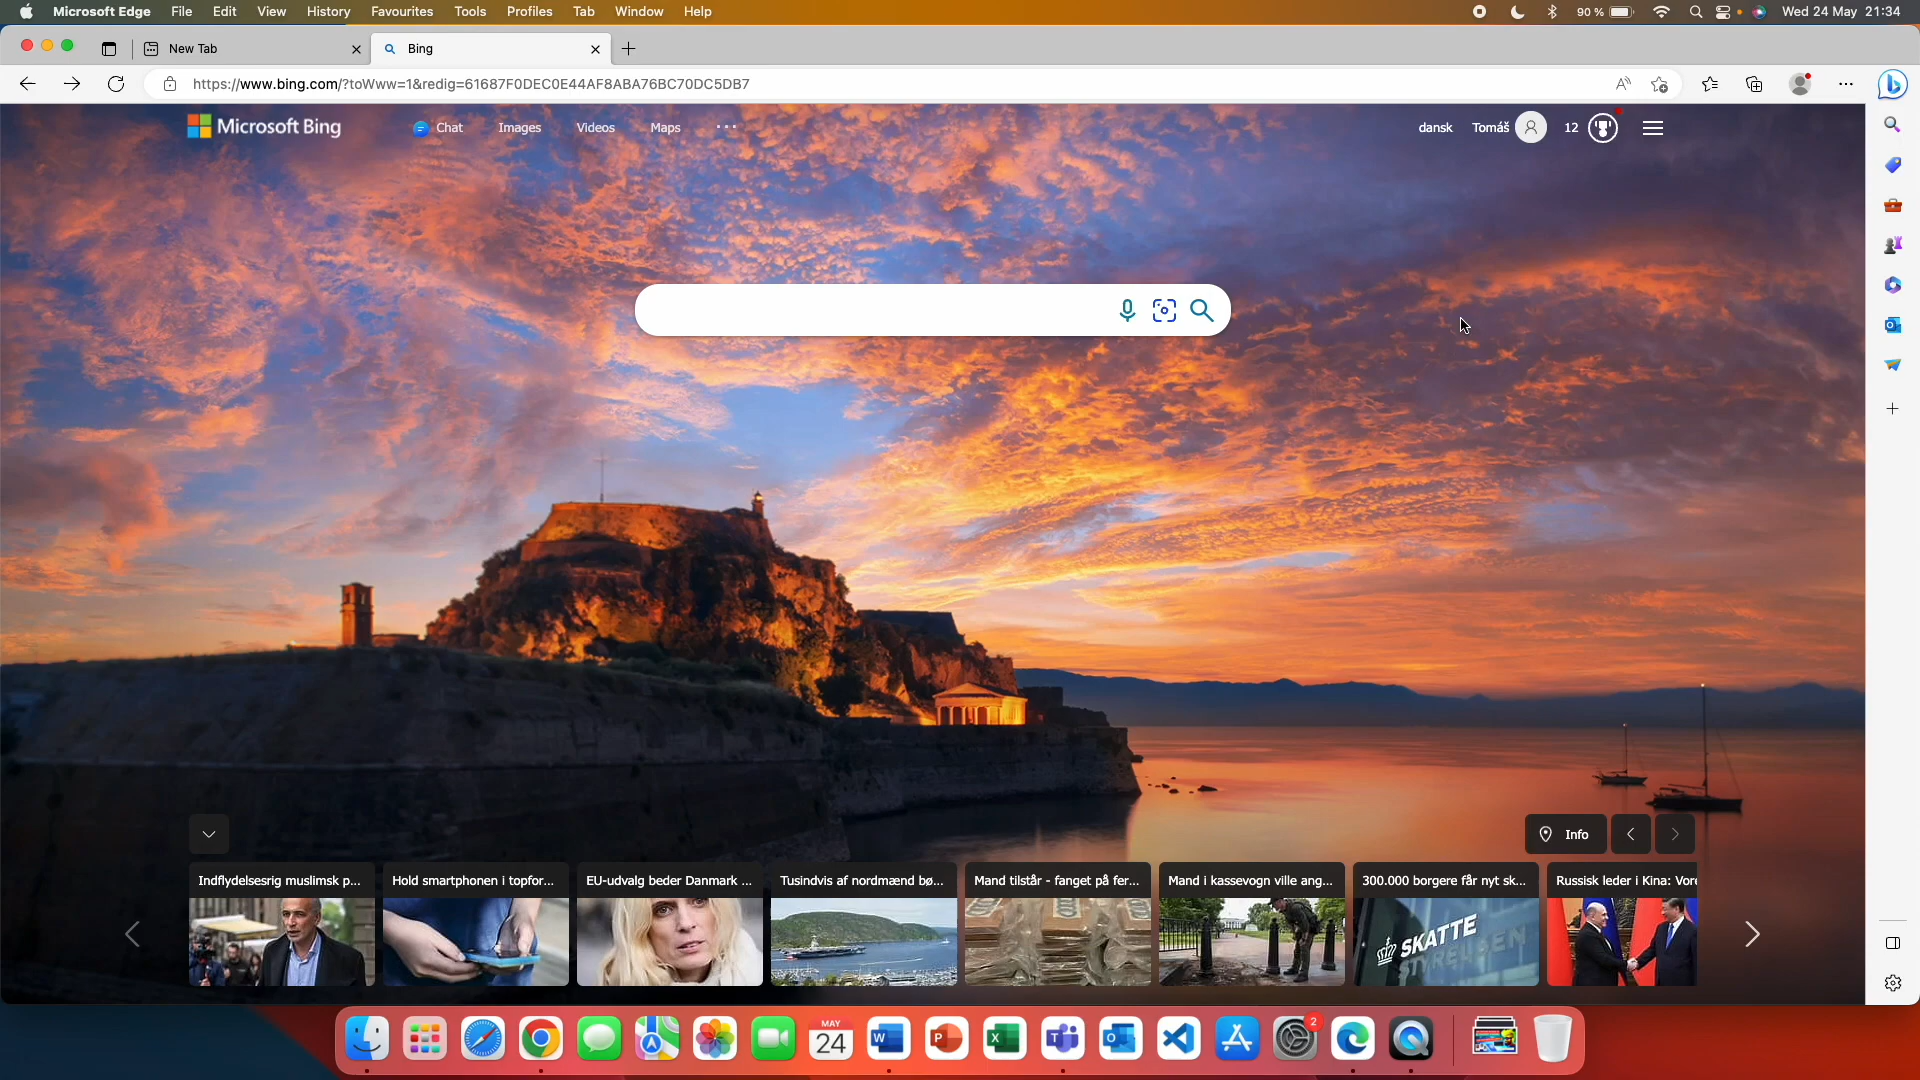 Microsoft Edge File Edit View History Favourites Tools Profiles Tab Window Help 90 % Wed 24 May 21:34
New Tab Bing
https://www.bing.com/?toWww=1&redig=61687F0DEC0E44AF8ABA76BC70DC5DB7
Microsoft Bing Chat Images Videos Maps dansk Tomáš 12
Info
Indflydelsesrig muslimsk p... Hold smartphonen i topfor... EU-udvalg beder Danmark ... Tusindvis af nordmænd bø... Mand tilstår - fanget på fer... Mand i kassevogn ville ang... 300.000 borgere får nyt sk... Russisk leder i Kina: Vore
SKATTE
STYRELSEN
MAY 2
24